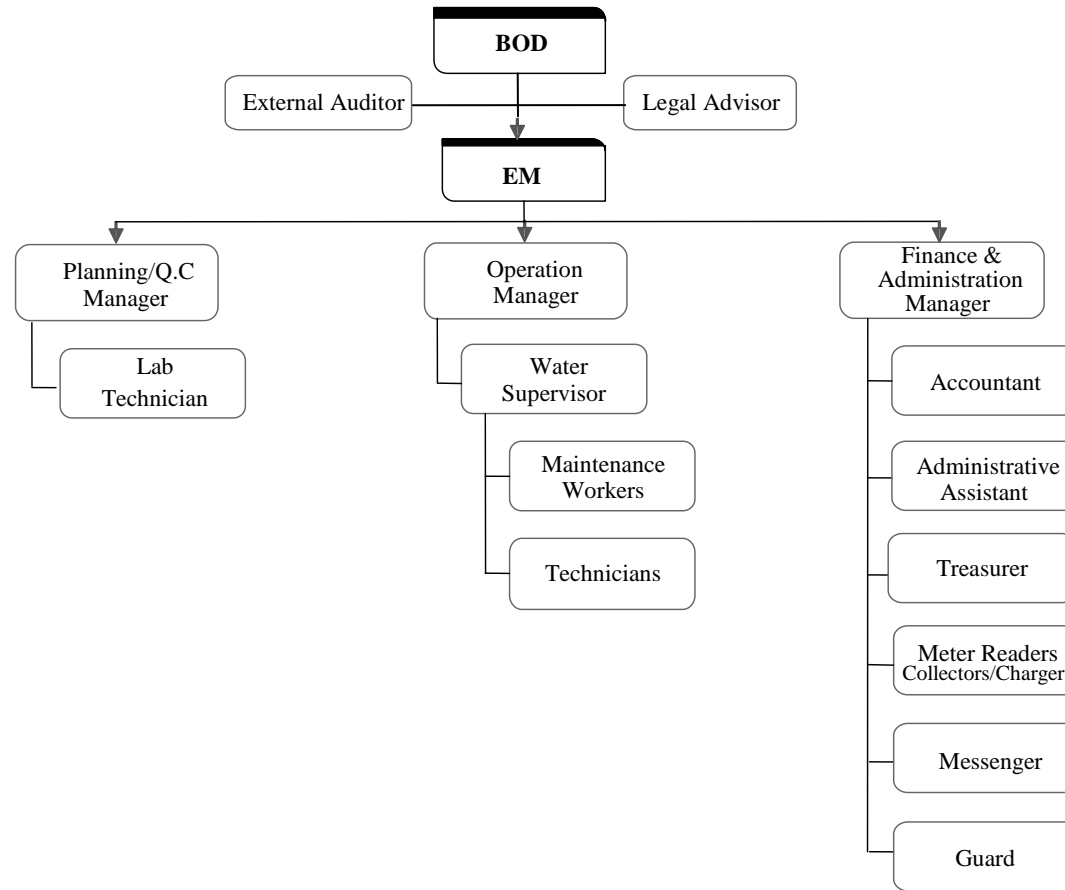 BOD
External Auditor
Legal Advisor
EM
Planning/Q.C
Manager
Operation
Manager
Finance &
Administration
Manager
Lab
Technician
Water
Supervisor
Accountant
Maintenance
Workers
Administrative
Assistant
Technicians
Treasurer
Meter Readers
Collectors/Charger
Messenger
Guard